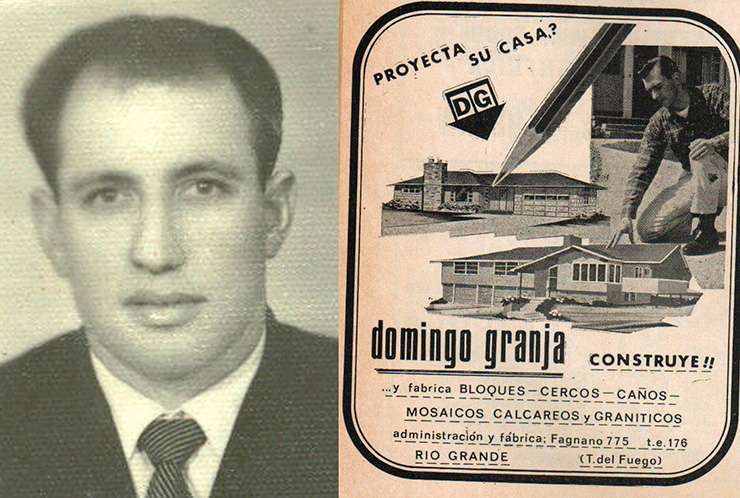 PROYECTA SU CASA?
DG
domingo granja CONSTRUYE!!
...y fabrica BLOQUES—CERCOS—CAÑOS—
MOSAICOS CALCAREOS y GRANITICOS
administración y fábrica: Fagnano 775 t.e. 176
RIO GRANDE (T. del Fuego)